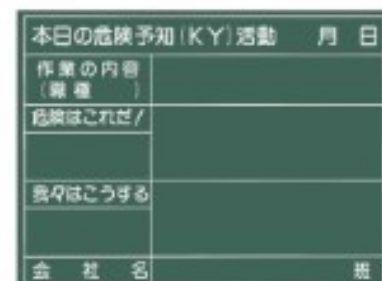 本日の危険予知(KY)活動 月 日
作業の内容
(職種 )
危険はこれだ!
我々はこうする
会社名 班